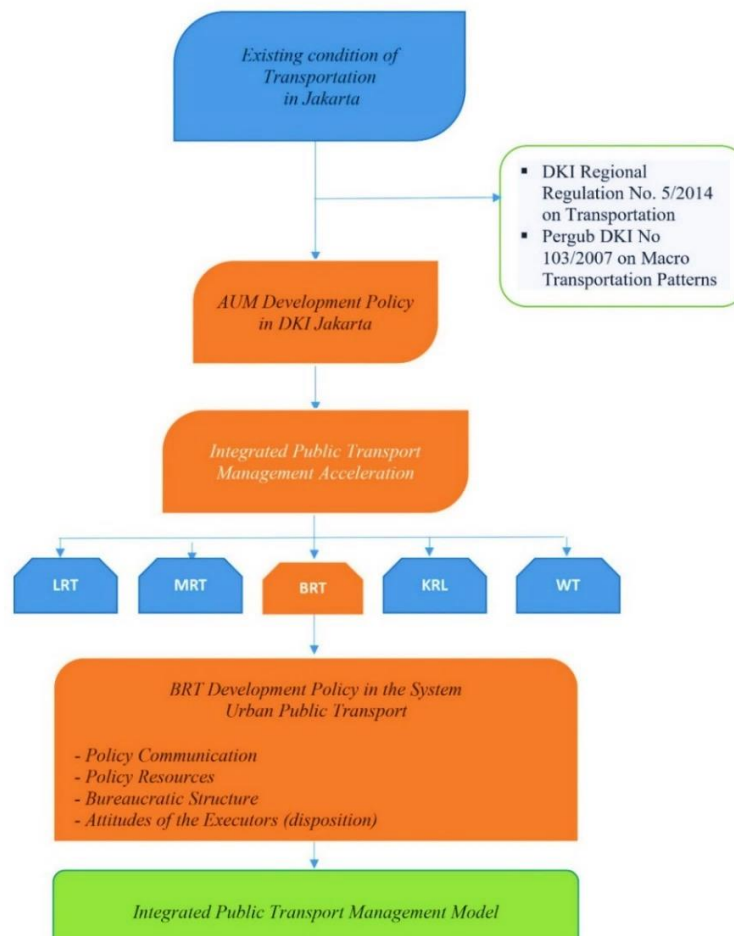 Existing condition of
Transportation
in Jakarta
▪ DKI Regional
Regulation No. 5/2014
on Transportation
▪ Pergub DKI No
103/2007 on Macro
Transportation Patterns
AUM Development Policy
in DKI Jakarta
Integrated Public Transport
Management Acceleration
LRT
MRT
BRT
KRL
WT
BRT Development Policy in the System
Urban Public Transport
- Policy Communication
- Policy Resources
- Bureaucratic Structure
- Attitudes of the Executors (disposition)
Integrated Public Transport Management Model